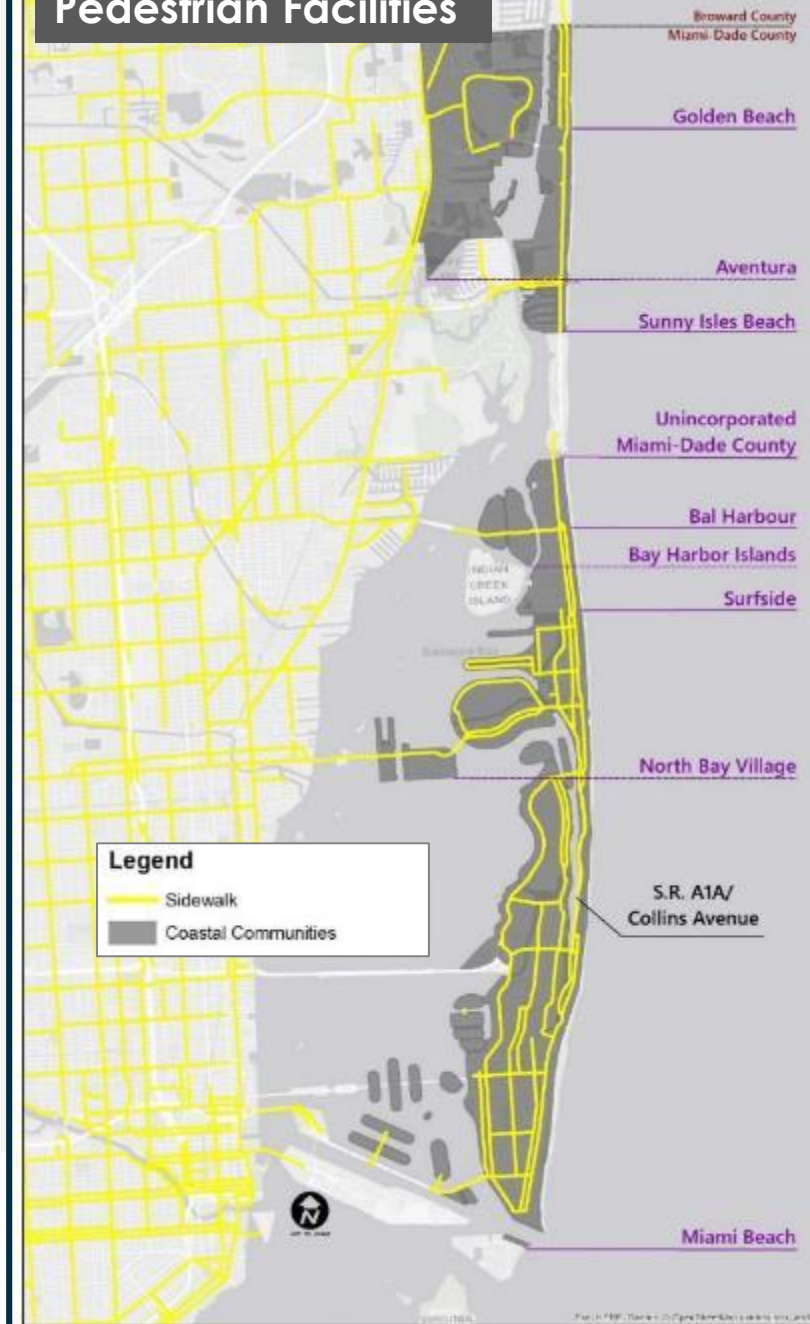 Pedestrian Facilities
Broward County
Miami-Dade County
Golden Beach
Aventura
Sunny Isles Beach
Unincorporated
Miami-Dade County
Bal Harbour
Bay Harbor Islands
INDIAN
CREEK
ISLAND
Surfside
North Bay Village
Legend
Sidewalk
Coastal Communities
S.R. A1A/
Collins Avenue
N
Miami Beach